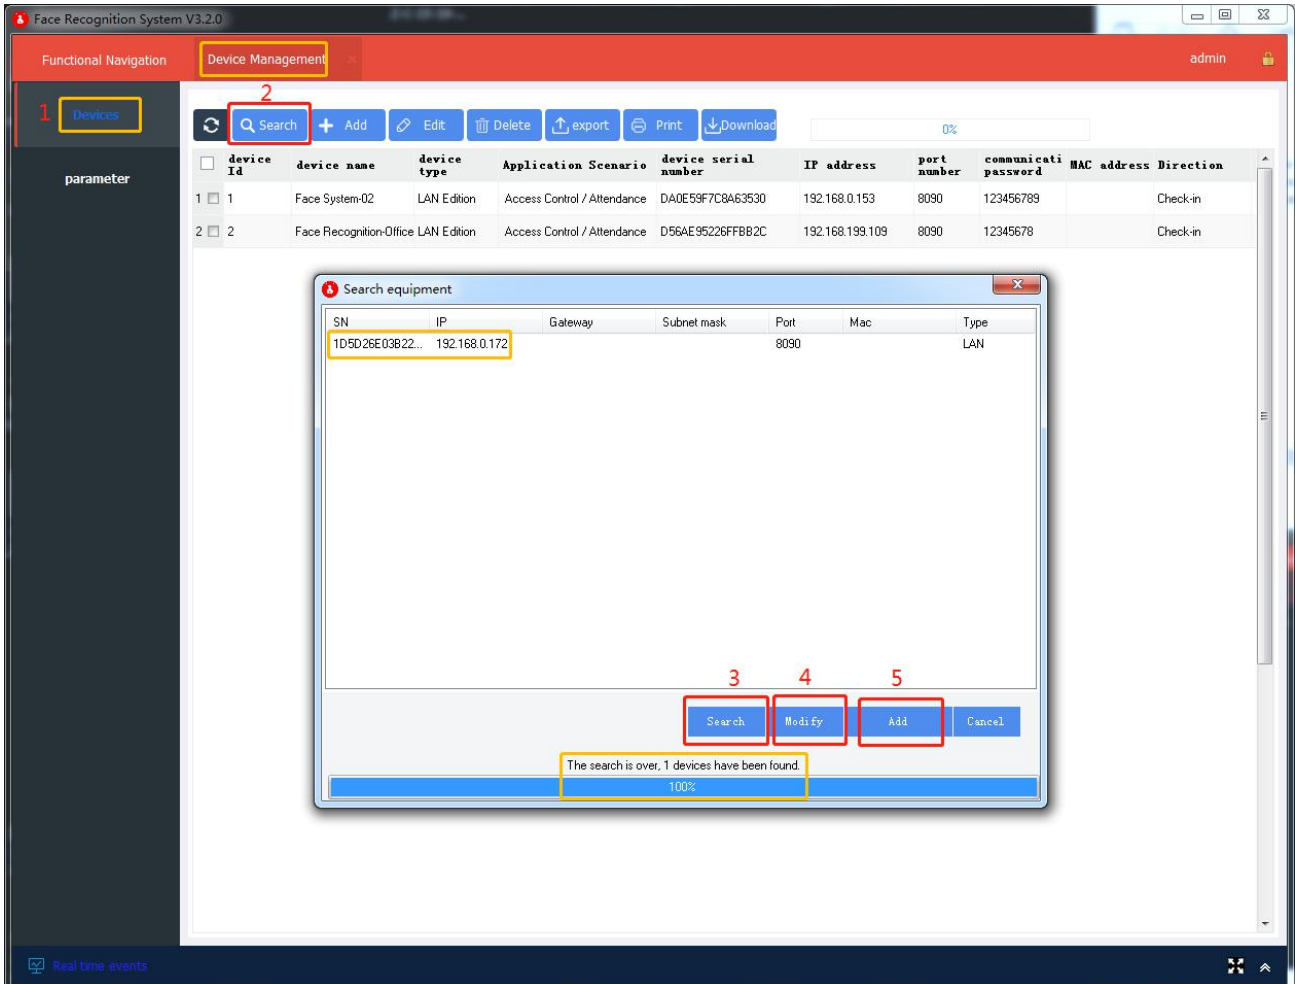 Face Recognition System V3.2.0
Functional Navigation Device Management × admin
1 Devices
2
Search Add Edit Delete export Print Download 0%
device Id device name device type Application Scenario device serial number IP address port number communicati password MAC address Direction
1 1 Face System-02 LAN Edition Access Control / Attendance DA0E59F7C8A63530 192.168.0.153 8090 123456789 Check-in
2 2 Face Recognition-Office LAN Edition Access Control / Attendance D56AE95226FFBB2C 192.168.199.109 8090 12345678 Check-in
parameter
Search equipment
SN IP Gateway Subnet mask Port Mac Type
1D5D26E03B22... 192.168.0.172 8090 LAN
3 4 5
Search Modify Add Cancel
The search is over, 1 devices have been found.
100%
Real time events